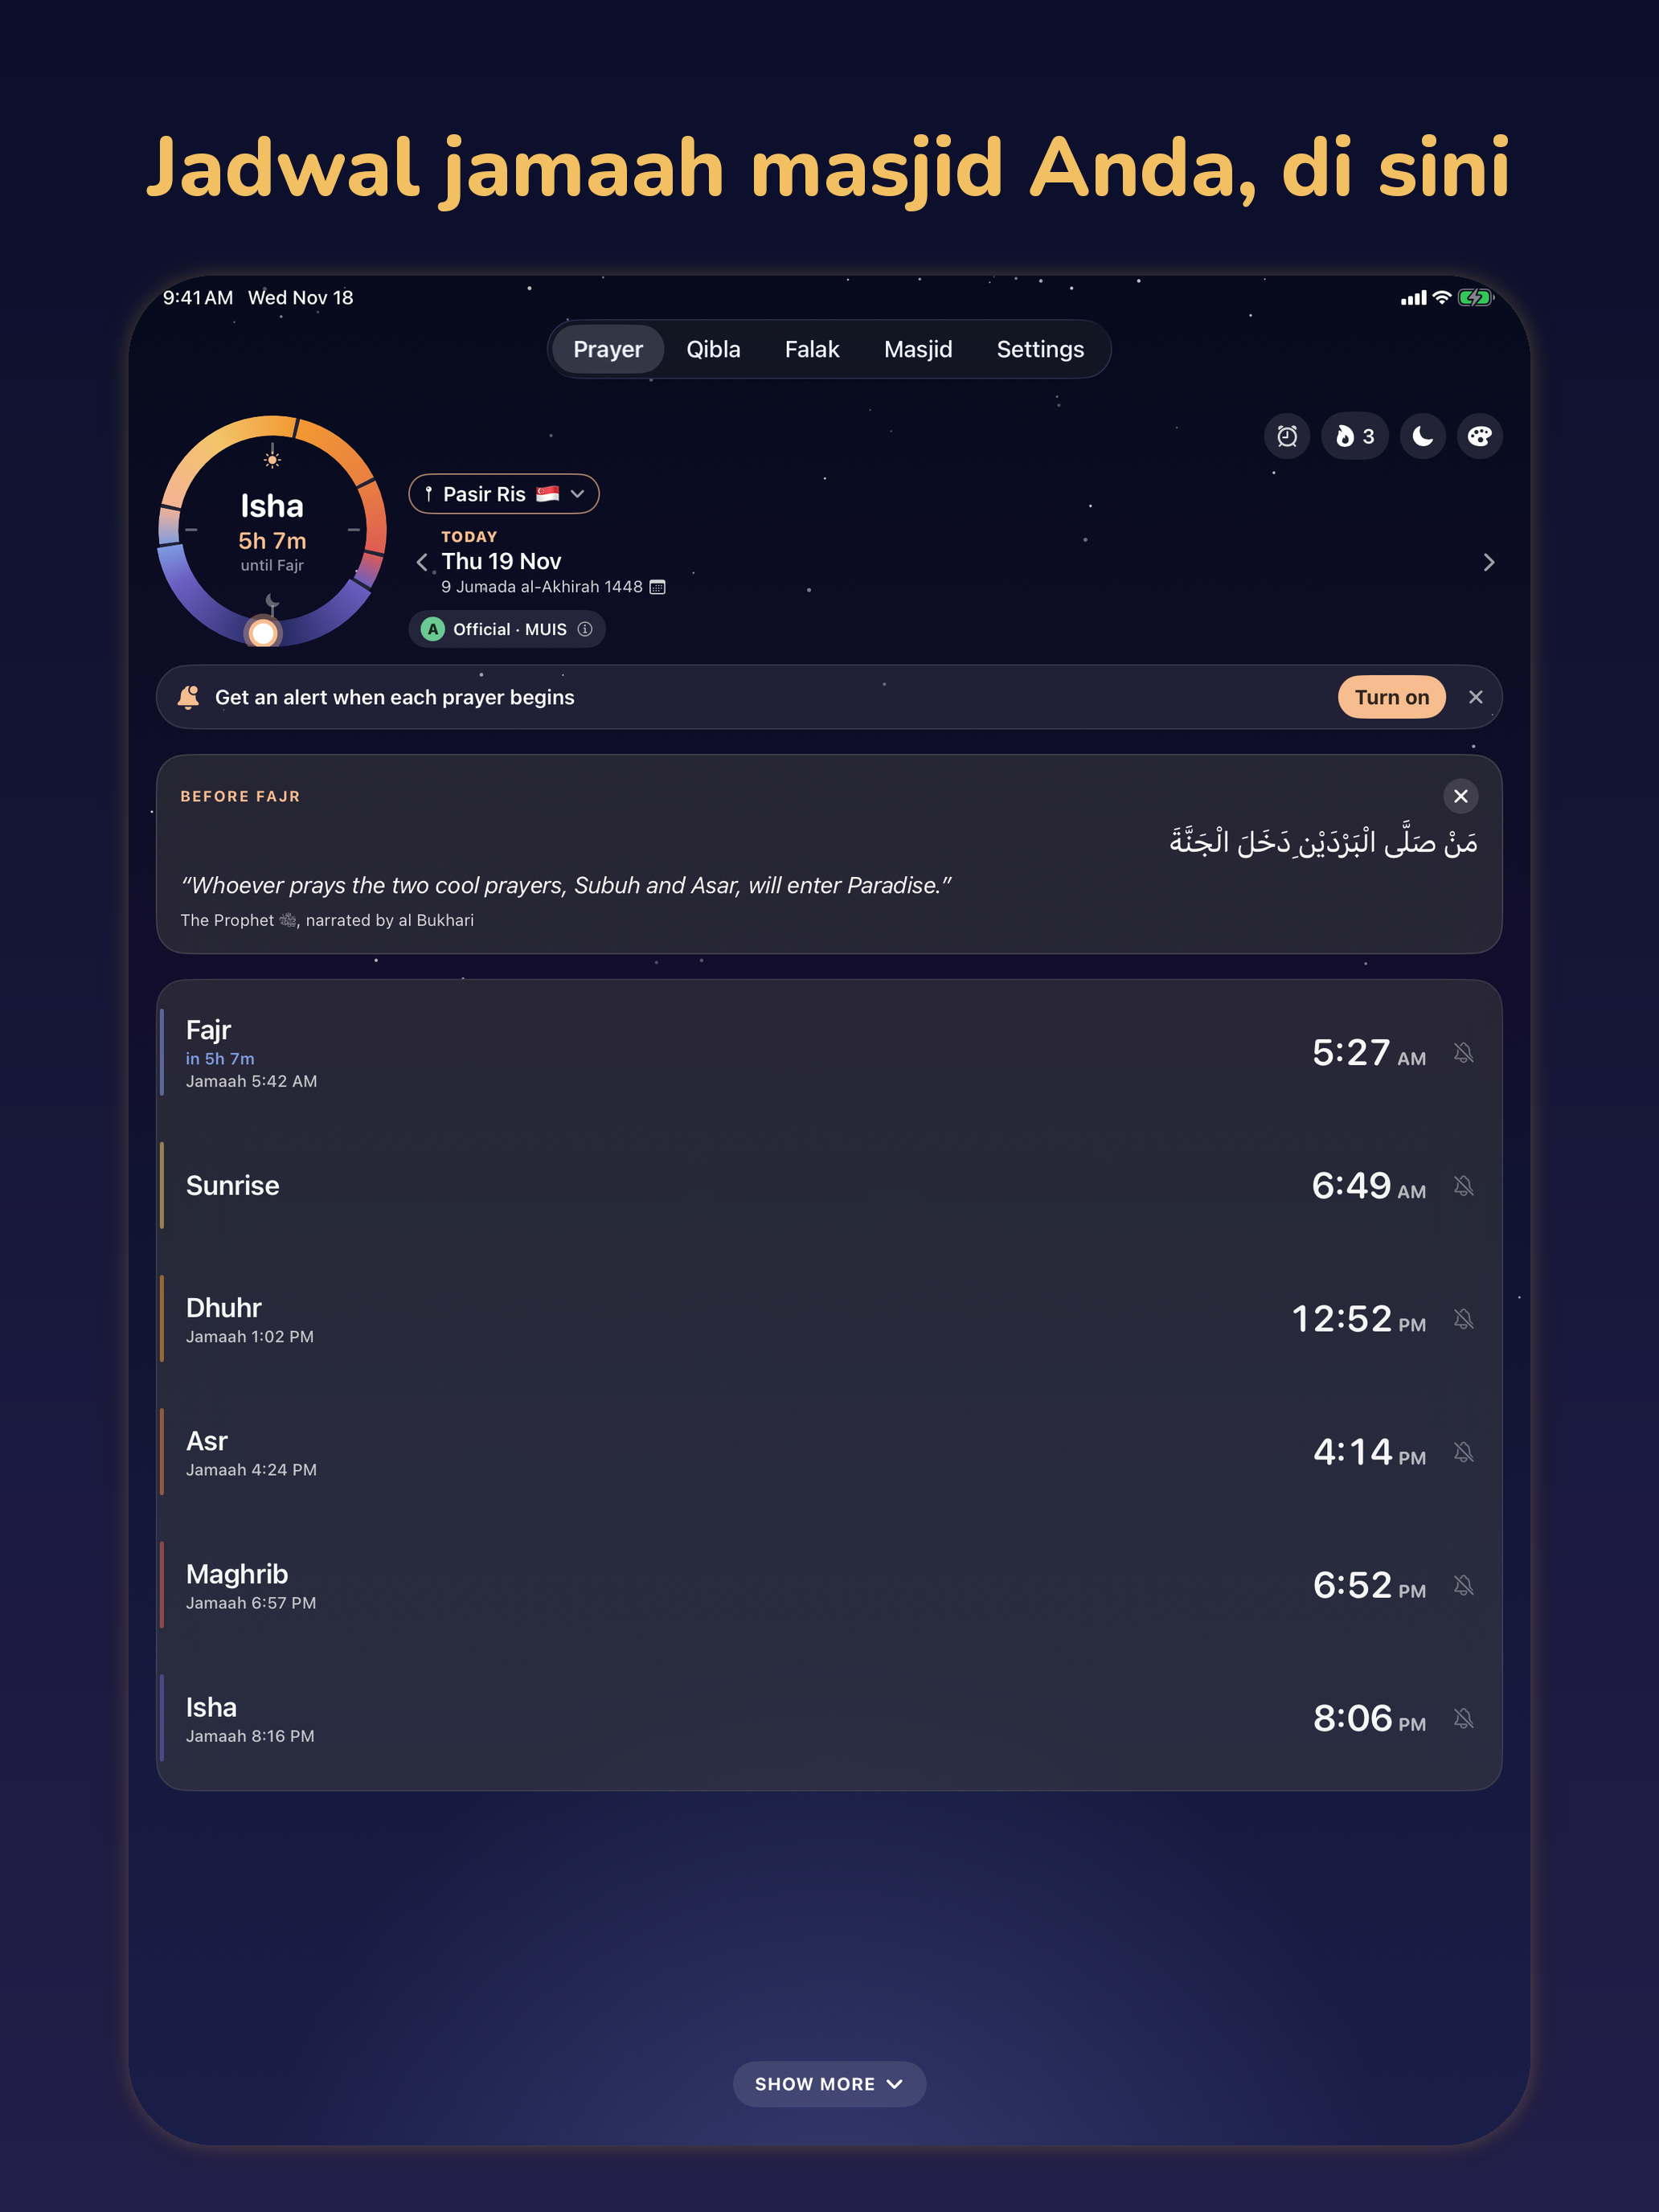 Jadwal jamaah masjid Anda, di sini
9:41 AM Wed Nov 18
Prayer Qibla Falak Masjid Settings
3
Isha
5h 7m
until Fajr
Pasir Ris 🇸🇬
TODAY
Thu 19 Nov
9 Jumada al-Akhirah 1448
A Official · MUIS
Get an alert when each prayer begins Turn on
BEFORE FAJR
مَنْ صَلَّى الْبَرْدَيْنِ دَخَلَ الْجَنَّةَ
“Whoever prays the two cool prayers, Subuh and Asar, will enter Paradise.”
The Prophet ﷺ, narrated by al Bukhari
Fajr
in 5h 7m
Jamaah 5:42 AM
5:27 AM
Sunrise
6:49 AM
Dhuhr
Jamaah 1:02 PM
12:52 PM
Asr
Jamaah 4:24 PM
4:14 PM
Maghrib
Jamaah 6:57 PM
6:52 PM
Isha
Jamaah 8:16 PM
8:06 PM
SHOW MORE